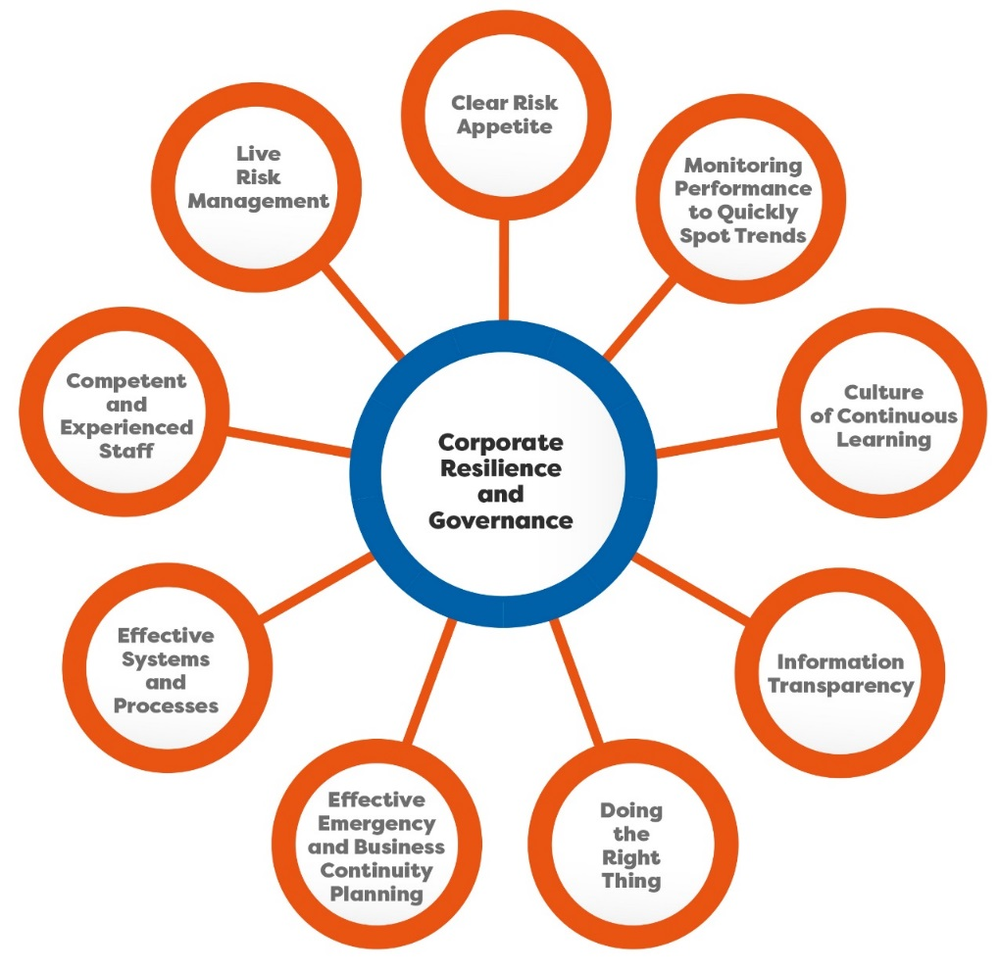 Clear Risk
Appetite
Monitoring
Performance
to Quickly
Spot Trends
Culture
of Continuous
Learning
Information
Transparency
Doing
the
Right
Thing
Effective
Emergency
and Business
Continuity
Planning
Effective
Systems
and
Processes
Competent
and
Experienced
Staff
Live
Risk
Management
Corporate
Resilience
and
Governance